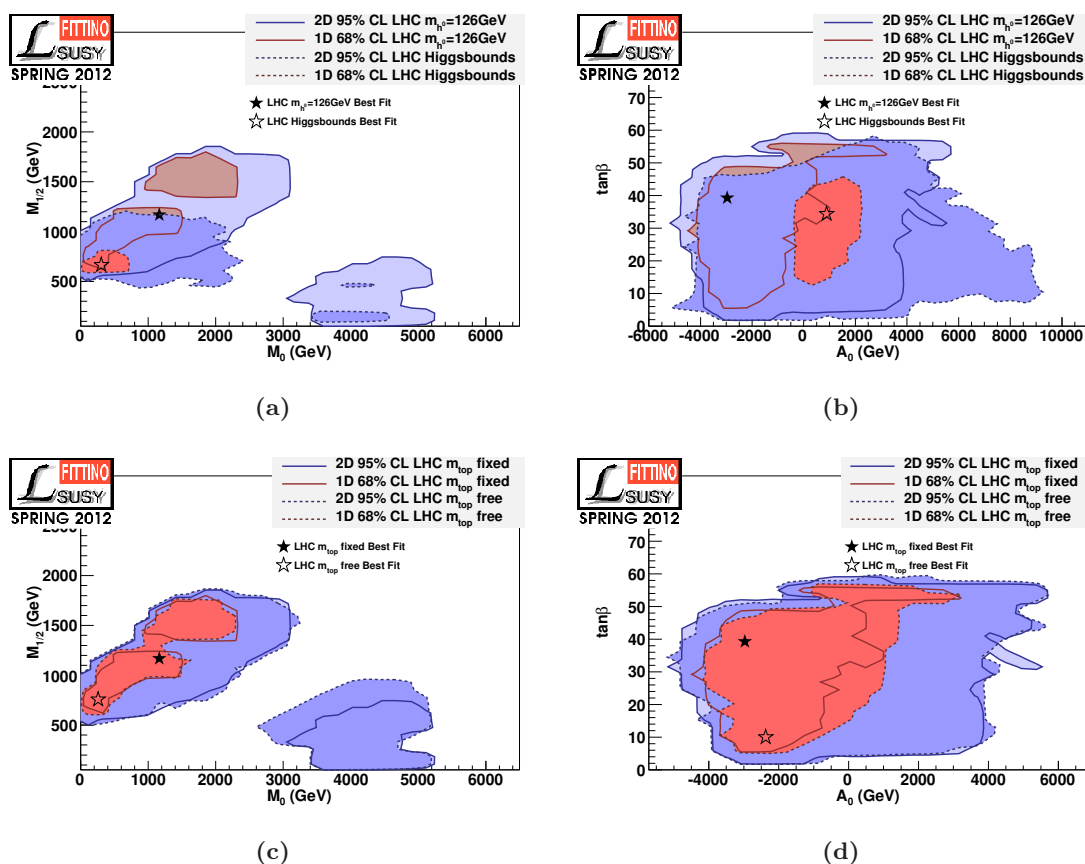 FITTINO
SUSY
SPRING 2012
2D 95% CL LHC m_h⁰=126GeV
1D 68% CL LHC m_h⁰=126GeV
2D 95% CL LHC Higgsbounds
1D 68% CL LHC Higgsbounds
LHC m_h⁰=126GeV Best Fit
LHC Higgsbounds Best Fit
2000
1500
1000
500
M_1/2 (GeV)
0 1000 2000 3000 4000 5000 6000
M_0 (GeV)
(a)
FITTINO
SUSY
SPRING 2012
2D 95% CL LHC m_h⁰=126GeV
1D 68% CL LHC m_h⁰=126GeV
2D 95% CL LHC Higgsbounds
1D 68% CL LHC Higgsbounds
LHC m_h⁰=126GeV Best Fit
LHC Higgsbounds Best Fit
70
60
50
40
30
20
10
0
tanβ
-6000 -4000 -2000 0 2000 4000 6000 8000 10000
A_0 (GeV)
(b)
FITTINO
SUSY
SPRING 2012
2D 95% CL LHC m_top fixed
1D 68% CL LHC m_top fixed
2D 95% CL LHC m_top free
1D 68% CL LHC m_top free
LHC m_top fixed Best Fit
LHC m_top free Best Fit
2000
1500
1000
500
M_1/2 (GeV)
0 1000 2000 3000 4000 5000 6000
M_0 (GeV)
(c)
FITTINO
SUSY
SPRING 2012
2D 95% CL LHC m_top fixed
1D 68% CL LHC m_top fixed
2D 95% CL LHC m_top free
1D 68% CL LHC m_top free
LHC m_top fixed Best Fit
LHC m_top free Best Fit
70
60
50
40
30
20
10
0
tanβ
-4000 -2000 0 2000 4000 6000
A_0 (GeV)
(d)